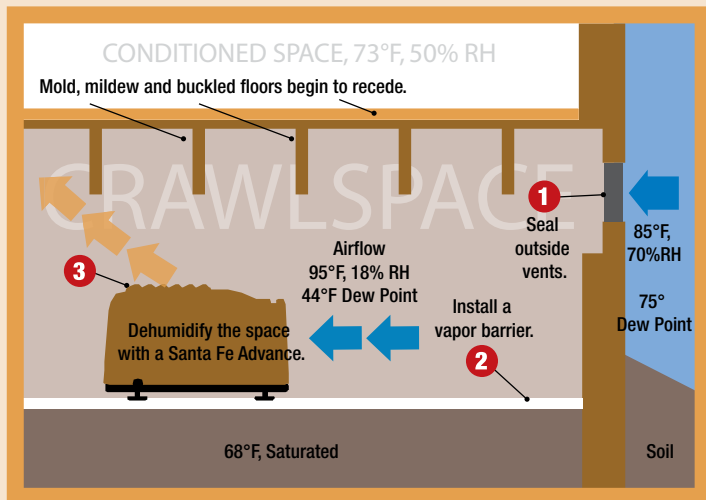 CONDITIONED SPACE, 73°F, 50% RH
Mold, mildew and buckled floors begin to recede.
CRAWLSPACE
1
Seal
outside
vents.
85°F,
70%RH
75°
Dew Point
3
Airflow
95°F, 18% RH
44°F Dew Point
Install a
vapor barrier.
2
Dehumidify the space
with a Santa Fe Advance.
68°F, Saturated
Soil